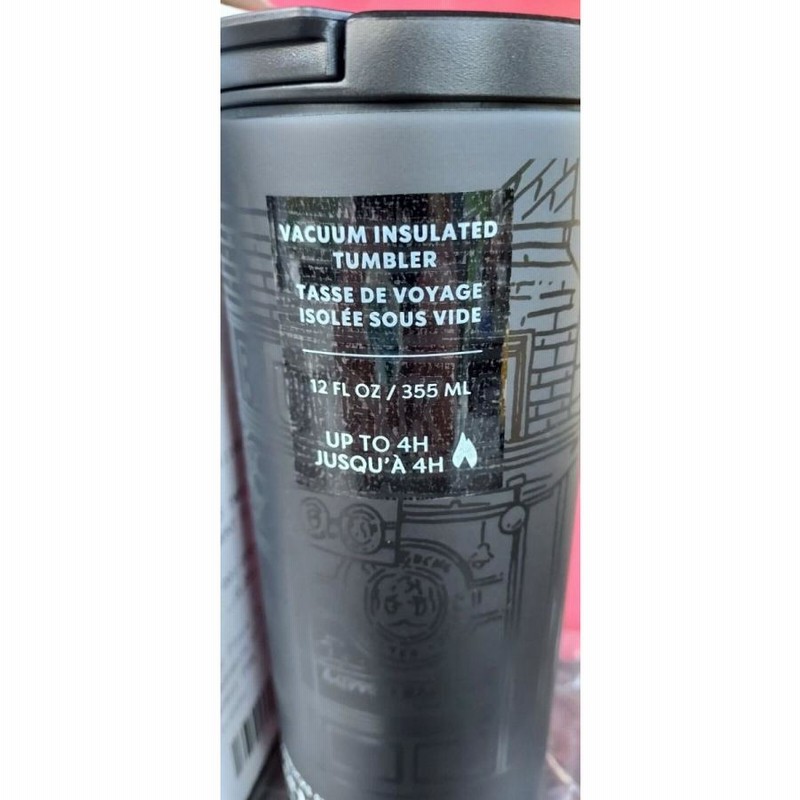 VACUUM INSULATED
TUMBLER
TASSE DE VOYAGE
ISOLÉE SOUS VIDE
12 FL OZ / 355 ML
UP TO 4H
JUSQU'À 4H